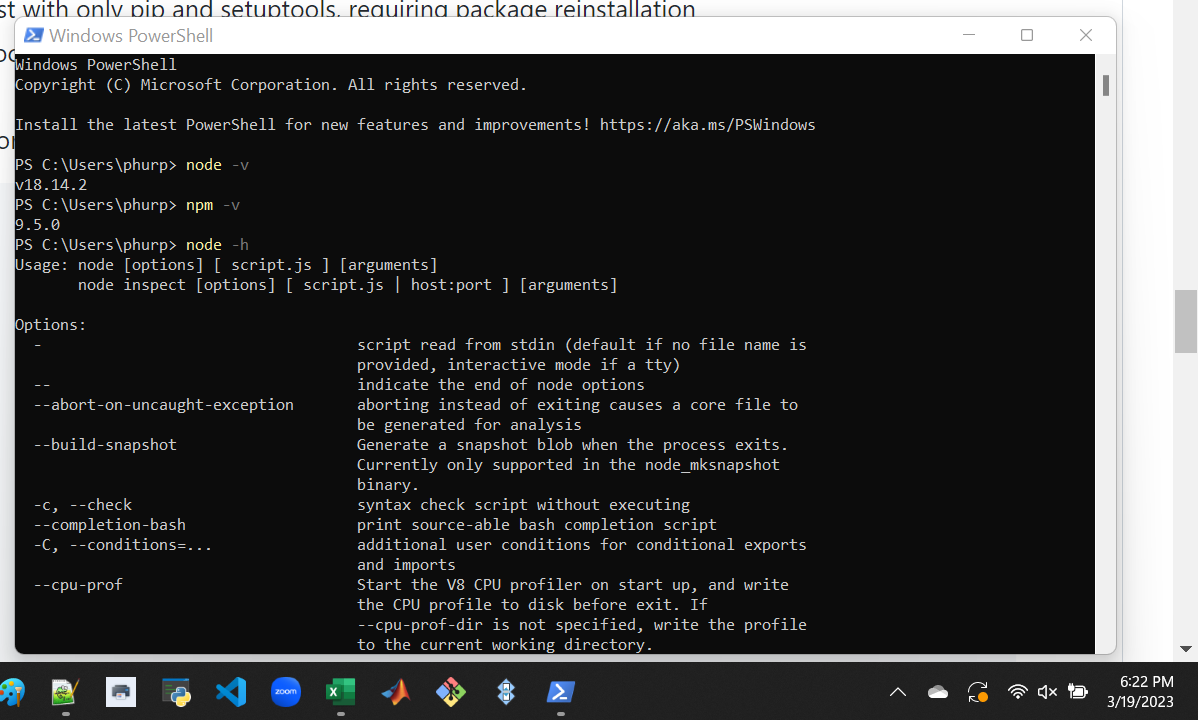 st with only pip and setuptools, requiring package reinstallation
Windows PowerShell
Windows PowerShell
Copyright (C) Microsoft Corporation. All rights reserved.
Install the latest PowerShell for new features and improvements! https://aka.ms/PSWindows
PS C:\Users\phurp> node -v
v18.14.2
PS C:\Users\phurp> npm -v
9.5.0
PS C:\Users\phurp> node -h
Usage: node [options] [ script.js ] [arguments]
node inspect [options] [ script.js | host:port ] [arguments]
Options:
- script read from stdin (default if no file name is
provided, interactive mode if a tty)
-- indicate the end of node options
--abort-on-uncaught-exception aborting instead of exiting causes a core file to
be generated for analysis
--build-snapshot Generate a snapshot blob when the process exits.
Currently only supported in the node_mksnapshot
binary.
-c, --check syntax check script without executing
--completion-bash print source-able bash completion script
-C, --conditions=... additional user conditions for conditional exports
and imports
--cpu-prof Start the V8 CPU profiler on start up, and write
the CPU profile to disk before exit. If
--cpu-prof-dir is not specified, write the profile
to the current working directory.
zoom
6:22 PM
3/19/2023